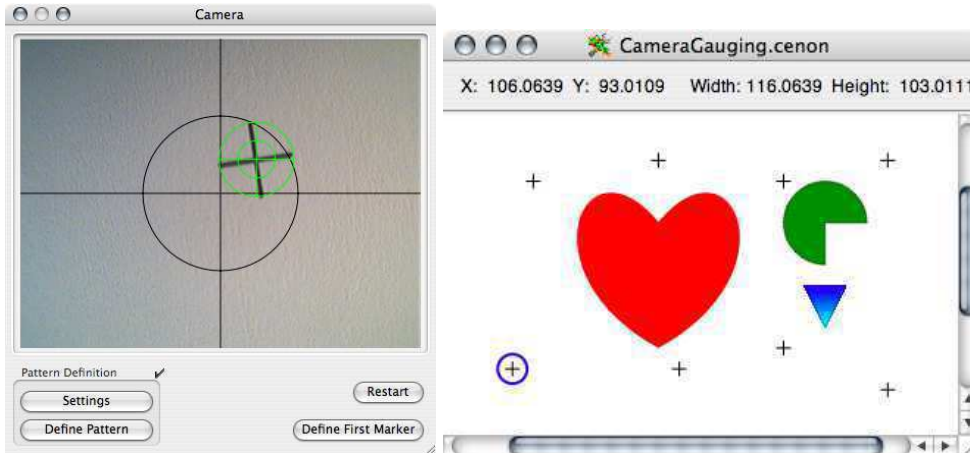 Camera
Pattern Definition
Settings
Define Pattern
Restart
Define First Marker
CameraGauging.cenon
X: 106.0639 Y: 93.0109 Width: 116.0639 Height: 103.0111